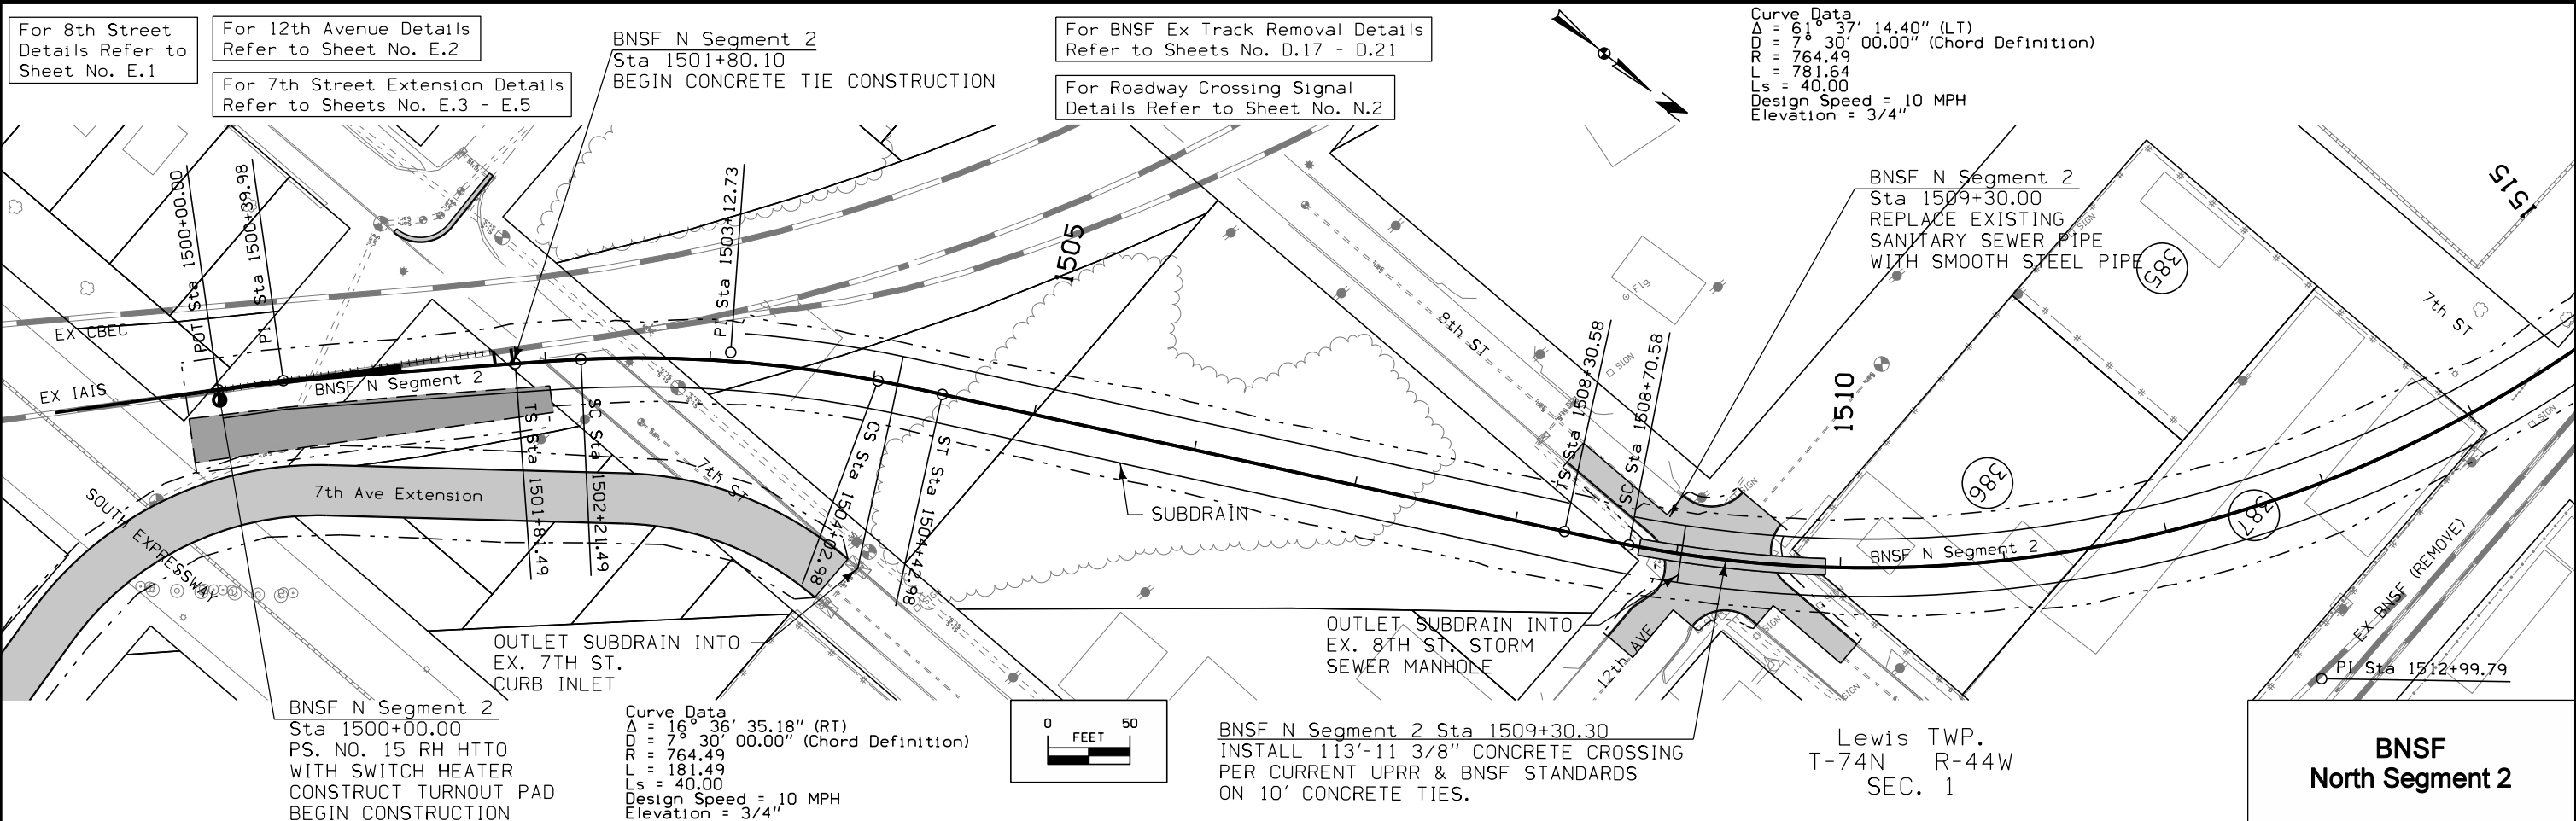 For 8th Street
Details Refer to
Sheet No. E.1
For 12th Avenue Details
Refer to Sheet No. E.2
For 7th Street Extension Details
Refer to Sheets No. E.3 - E.5
BNSF N Segment 2
Sta 1501+80.10
BEGIN CONCRETE TIE CONSTRUCTION
For BNSF Ex Track Removal Details
Refer to Sheets No. D.17 - D.21
For Roadway Crossing Signal
Details Refer to Sheet No. N.2
Curve Data
Δ = 61° 37' 14.40" (LT)
D = 7° 30' 00.00" (Chord Definition)
R = 764.49
L = 781.64
Ls = 40.00
Design Speed = 10 MPH
Elevation = 3/4"
POT Sta 1500+00.00
PI Sta 1500+39.98
PI Sta 1503+12.73
1505
BNSF N Segment 2
Sta 1509+30.00
REPLACE EXISTING
SANITARY SEWER PIPE
WITH SMOOTH STEEL PIPE
385
1515
7th ST
EX CBEC
EX IAIS
BNSF N Segment 2
Flg
8th ST
SIGN
TS Sta 1508+30.58
SC Sta 1508+70.58
1510
SIGN
SIGN
SIGN
TS Sta 1501+81.49
SC Sta 1502+21.49
7th ST
CS Sta 1504+02.98
ST Sta 1504+42.98
SUBDRAIN
7th Ave Extension
SOUTH EXPRESSWAY
386
387
BNSF N Segment 2
EX BNSF (REMOVE)
SIGN
SIGN
SIGN
SIGN
OUTLET SUBDRAIN INTO
EX. 7TH ST.
CURB INLET
OUTLET SUBDRAIN INTO
EX. 8TH ST. STORM
SEWER MANHOLE
12th AVE
PI Sta 1512+99.79
BNSF N Segment 2
Sta 1500+00.00
PS. NO. 15 RH HTTO
WITH SWITCH HEATER
CONSTRUCT TURNOUT PAD
BEGIN CONSTRUCTION
Curve Data
Δ = 16° 36' 35.18" (RT)
D = 7° 30' 00.00" (Chord Definition)
R = 764.49
L = 181.49
Ls = 40.00
Design Speed = 10 MPH
Elevation = 3/4"
0 50
FEET
BNSF N Segment 2 Sta 1509+30.30
INSTALL 113'-11 3/8" CONCRETE CROSSING
PER CURRENT UPRR & BNSF STANDARDS
ON 10' CONCRETE TIES.
Lewis TWP.
T-74N R-44W
SEC. 1
BNSF
North Segment 2